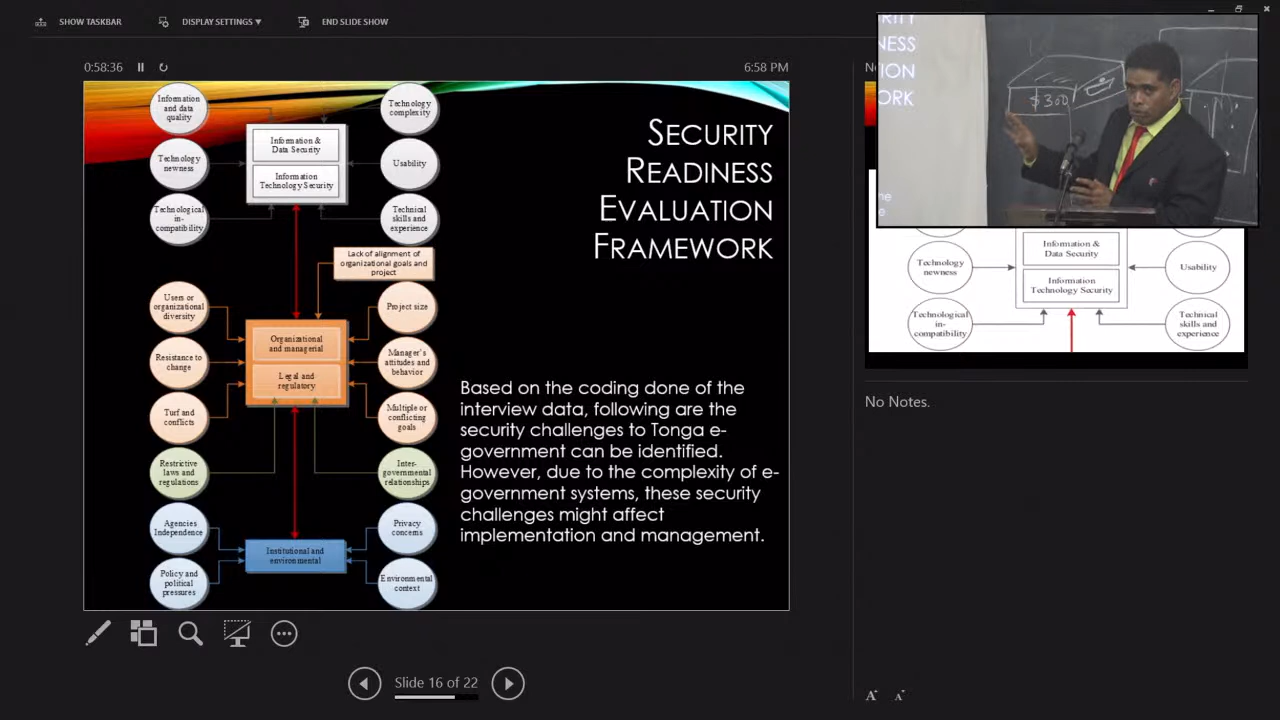 SHOW TASKBAR
DISPLAY SETTINGS
END SLIDE SHOW
0:58:36
6:58 PM
Information
and data
quality
Technology
newness
Technological
in-
compatibility
Information &
Data Security
Information
Technology Security
Technology
complexity
Usability
Technical
skills and
experience
Lack of alignment of
organizational goals and
project
Users or
organizational
diversity
Resistance to
change
Turf and
conflicts
Restrictive
laws and
regulations
Organizational
and managerial
Legal and
regulatory
Project size
Manager's
attitudes and
behavior
Multiple or
conflicting
goals
Inter-
governmental
relationships
Agencies
Independence
Policy and
political
pressures
Institutional and
environmental
Privacy
concerns
Environmental
context
SECURITY
READINESS
EVALUATION
FRAMEWORK
Based on the coding done of the
interview data, following are the
security challenges to Tonga e-
government can be identified.
However, due to the complexity of e-
government systems, these security
challenges might affect
implementation and management.
Slide 16 of 22
NESS
ION
ORK
$300
Technology
newness
Technological
in-
compatibility
Information &
Data Security
Information
Technology Security
Usability
Technical
skills and
experience
No Notes.
A
A